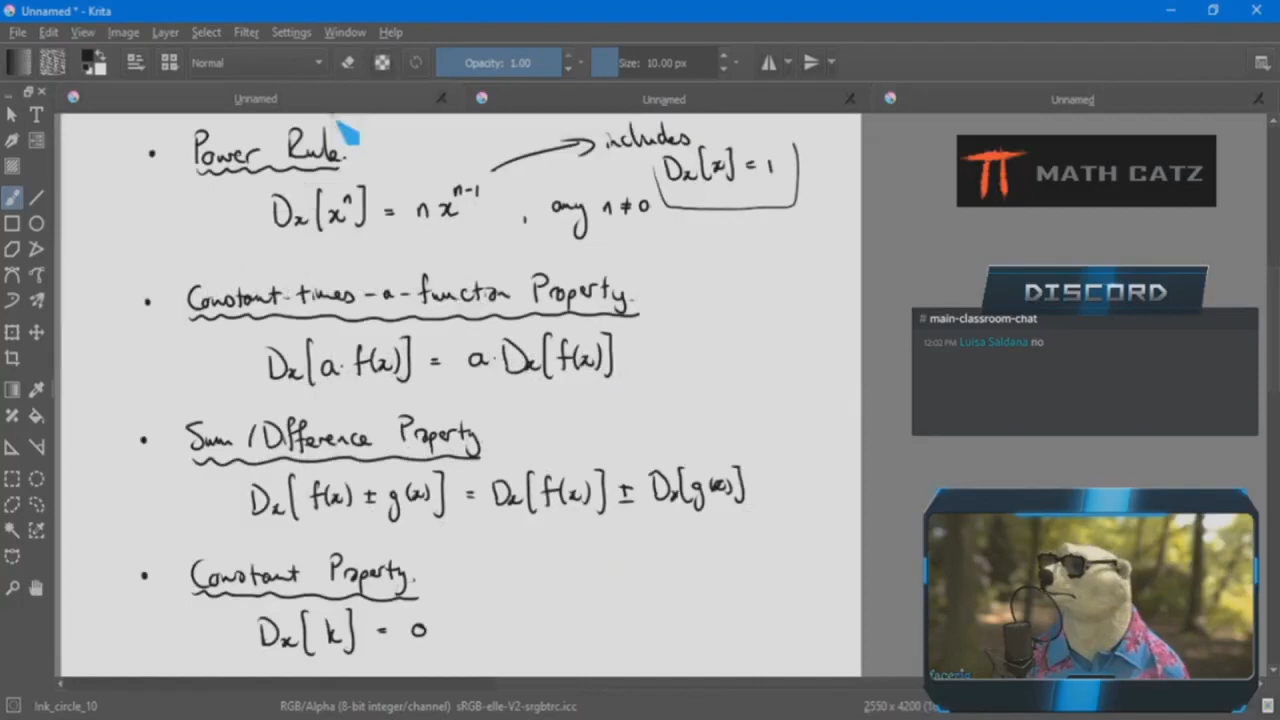 Unnamed * - Krita
File Edit View Image Layer Select Filter Settings Window Help
Normal Opacity: 1.00 Size: 10.00 px
Unnamed Unnamed Unnamed
• Power Rule.
includes
Dx[x] = 1
Dx[x^n] = n x^{n-1} , any n ≠ 0
• Constant-times-a-function Property.
Dx[a · f(x)] = a · Dx[f(x)]
• Sum / Difference Property
Dx[f(x) ± g(x)] = Dx[f(x)] ± Dx[g(x)]
• Constant Property.
Dx[k] = 0
MATH CATZ
DISCORD
# main-classroom-chat
12:02 PM Luisa Saldana no
facerig
Ink_circle_10
RGB/Alpha (8-bit integer/channel) sRGB-elle-V2-srgbtrc.icc
2550 x 4200